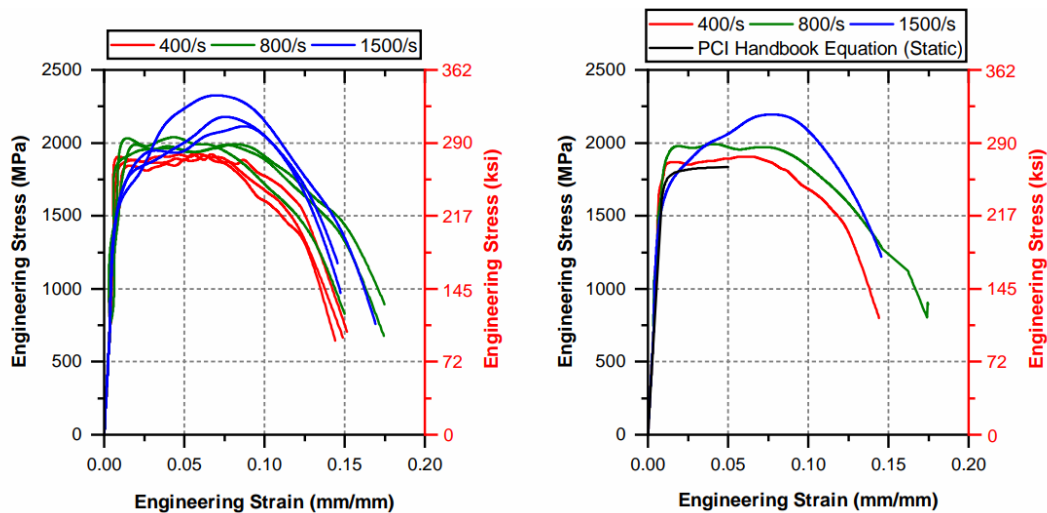 400/s 800/s 1500/s
2500
2000
1500
1000
500
0
Engineering Stress (MPa)
362
290
217
145
72
0
Engineering Stress (ksi)
0.00 0.05 0.10 0.15 0.20
Engineering Strain (mm/mm)
400/s 800/s 1500/s
PCI Handbook Equation (Static)
2500
2000
1500
1000
500
0
Engineering Stress (MPa)
362
290
217
145
72
0
Engineering Stress (ksi)
0.00 0.05 0.10 0.15 0.20
Engineering Strain (mm/mm)